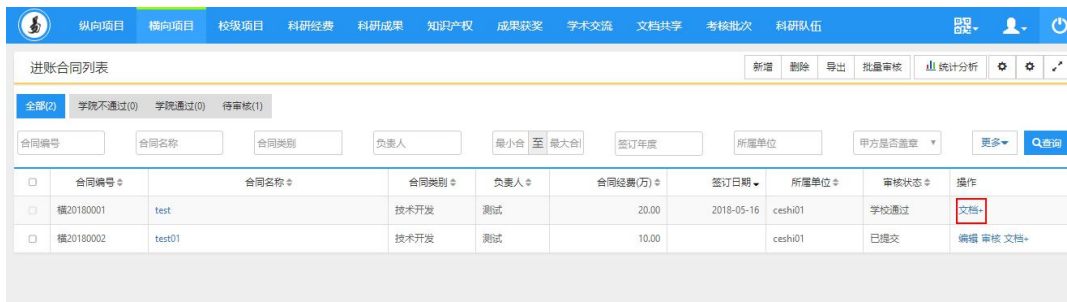 纵向项目 横向项目 校级项目 科研经费 科研成果 知识产权 成果获奖 学术交流 文档共享 考核批次 科研队伍
进账合同列表 新增 删除 导出 批量审核 统计分析
全部(2) 学院不通过(0) 学院通过(0) 待审核(1)
合同编号 合同名称 合同类别 负责人 最小合 至 最大合 签订年度 所属单位 甲方是否盖章 更多 查询
合同编号 合同名称 合同类别 负责人 合同经费(万) 签订日期 所属单位 审核状态 操作
横20180001 test 技术开发 测试 20.00 2018-05-16 ceshi01 学校通过 文档+
横20180002 test01 技术开发 测试 10.00 ceshi01 已提交 编辑 审核 文档+